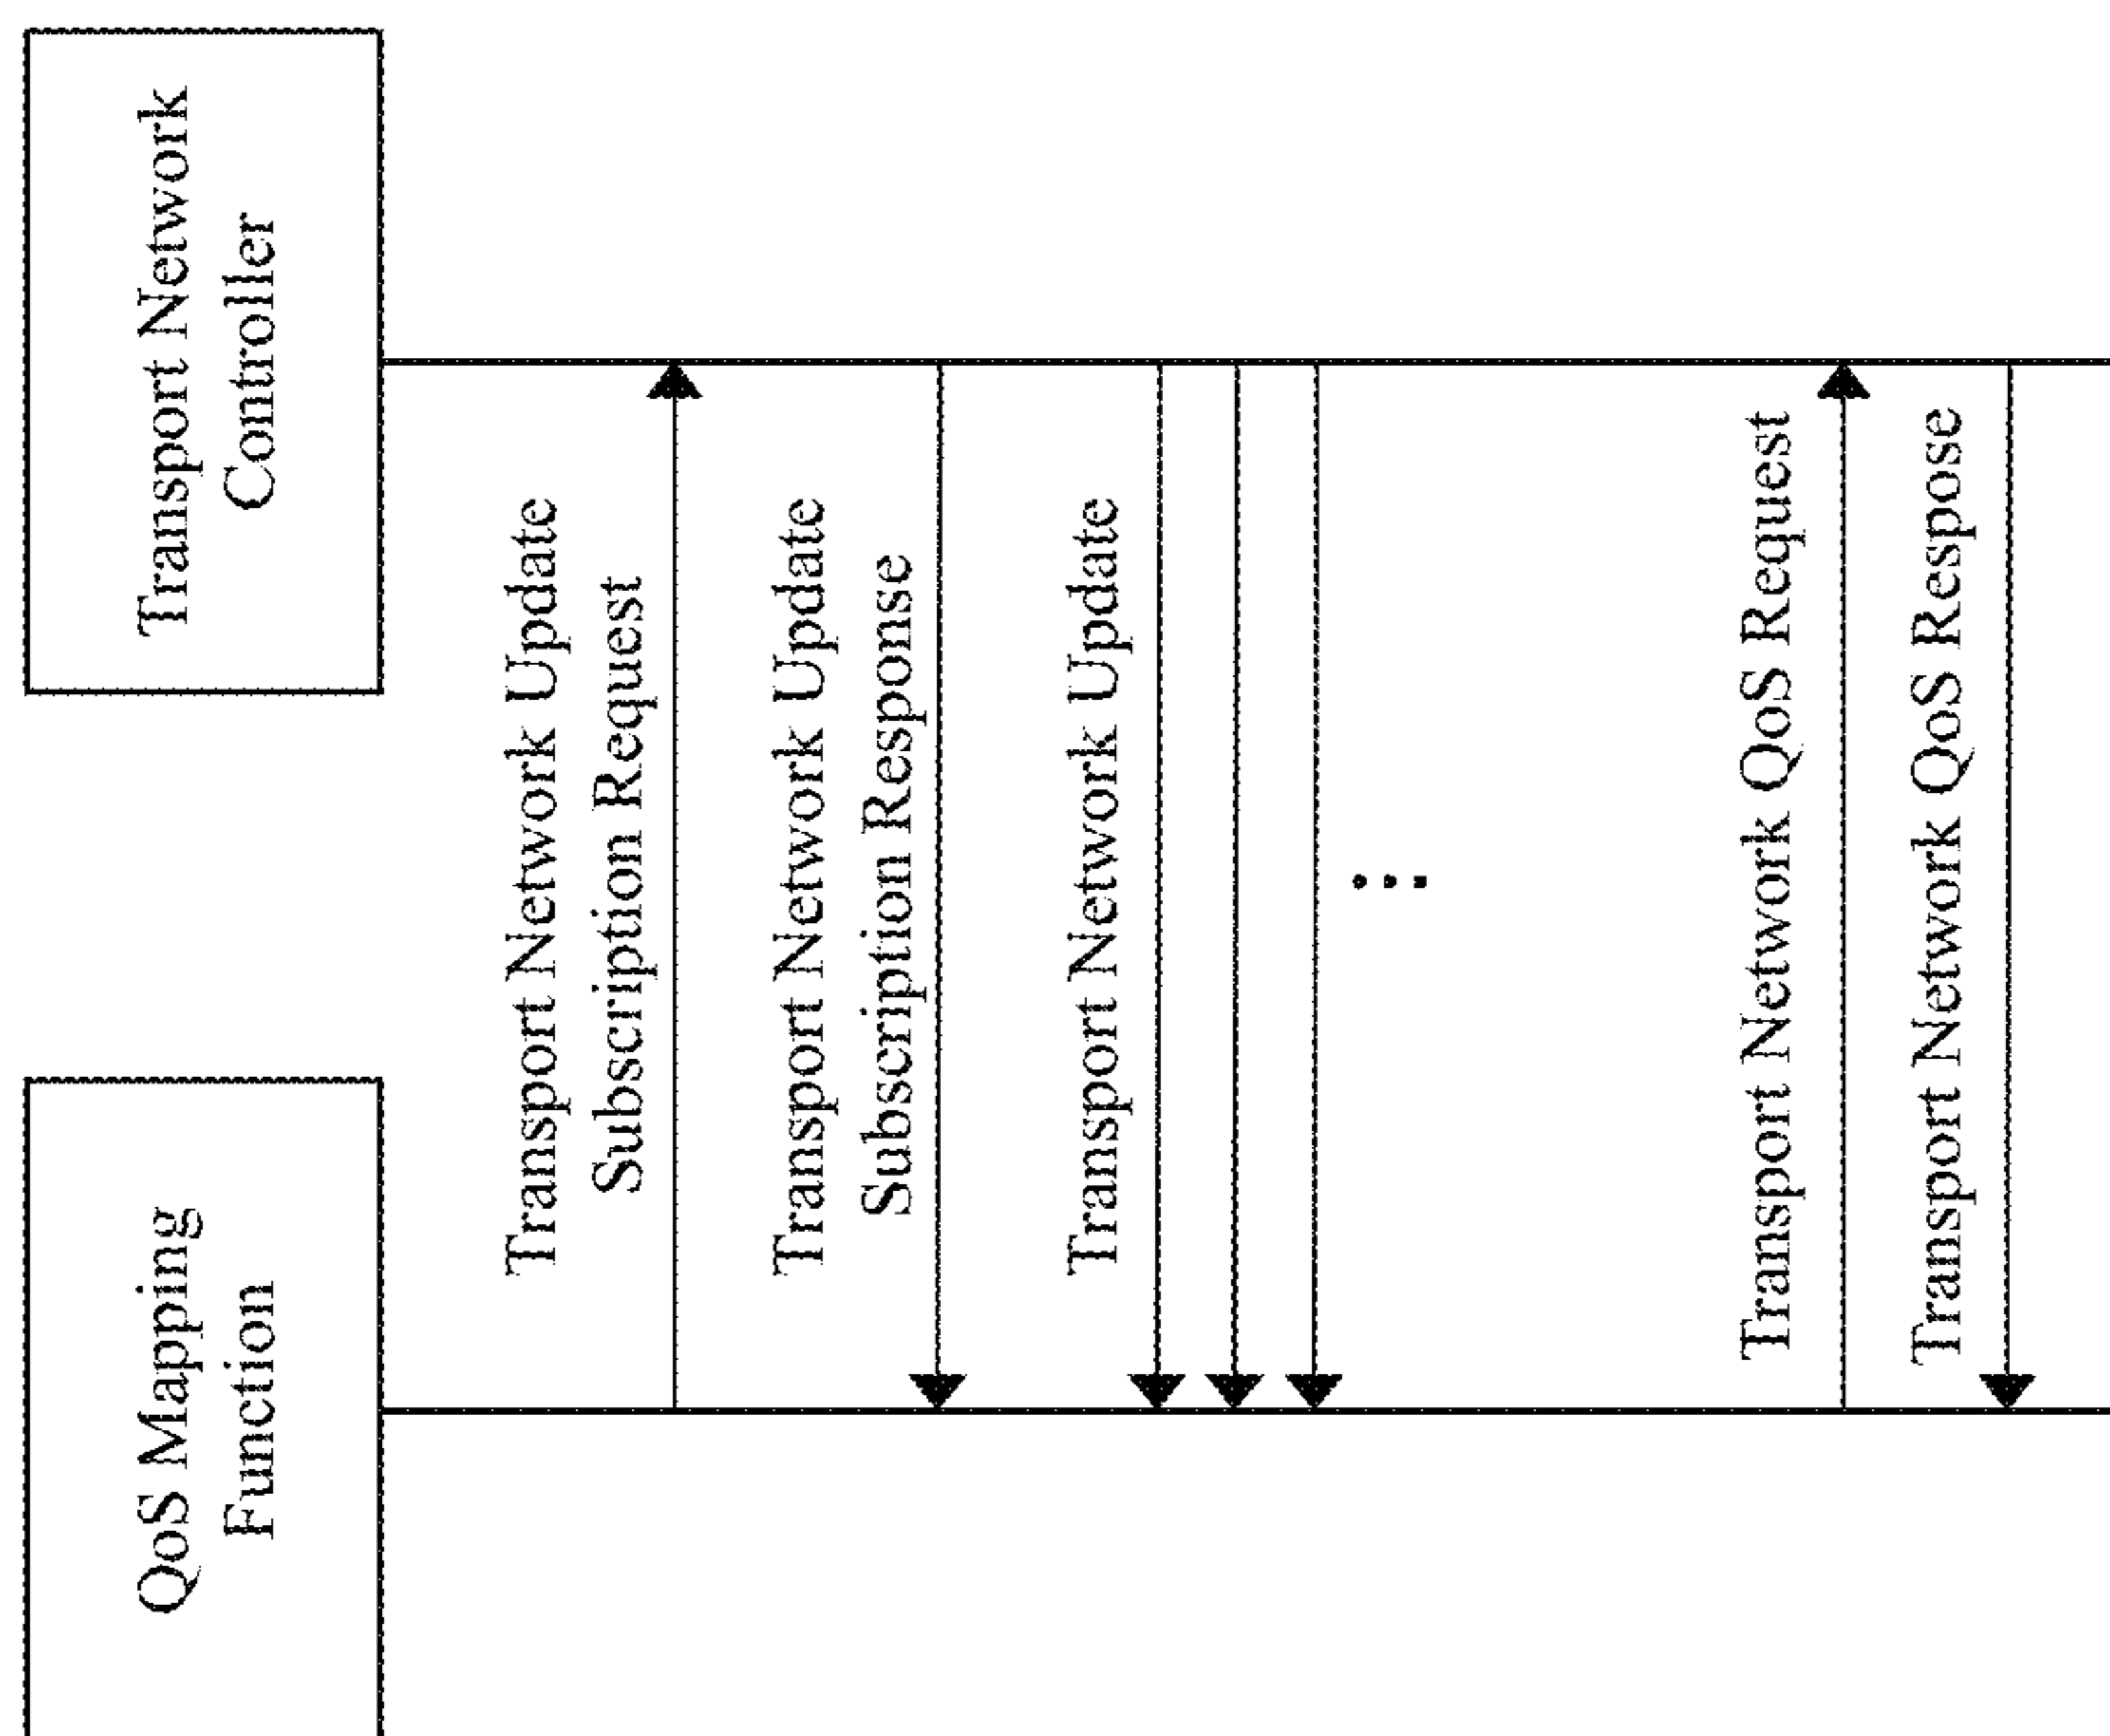 QoS Mapping
Function
Transport Network
Controller
Transport Network Update
Subscription Request
Transport Network Update
Subscription Response
Transport Network Update
...
Transport Network QoS Request
Transport Network QoS Respose